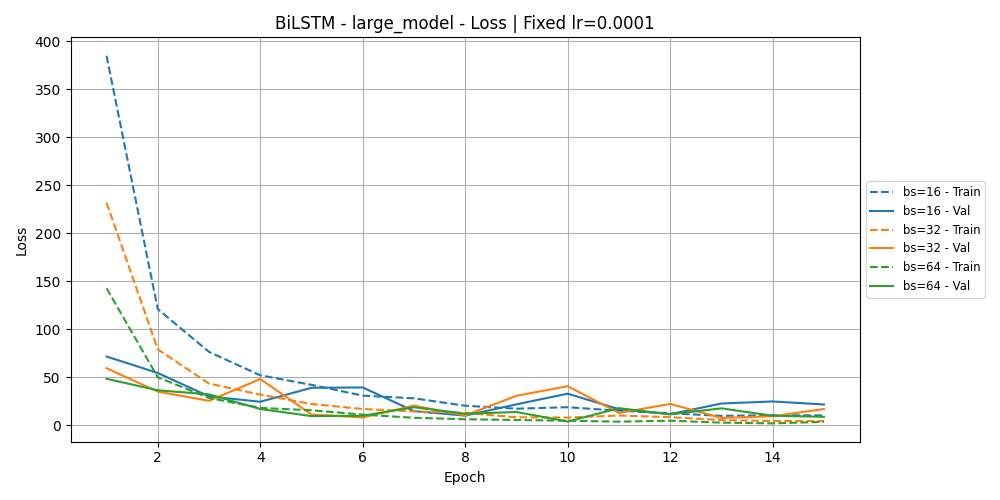 BiLSTM - large_model - Loss | Fixed lr=0.0001
400
350
300
250
200
150
100
50
0
Loss
2
4
6
8
10
12
14
Epoch
bs=16 - Train
bs=16 - Val
bs=32 - Train
bs=32 - Val
bs=64 - Train
bs=64 - Val